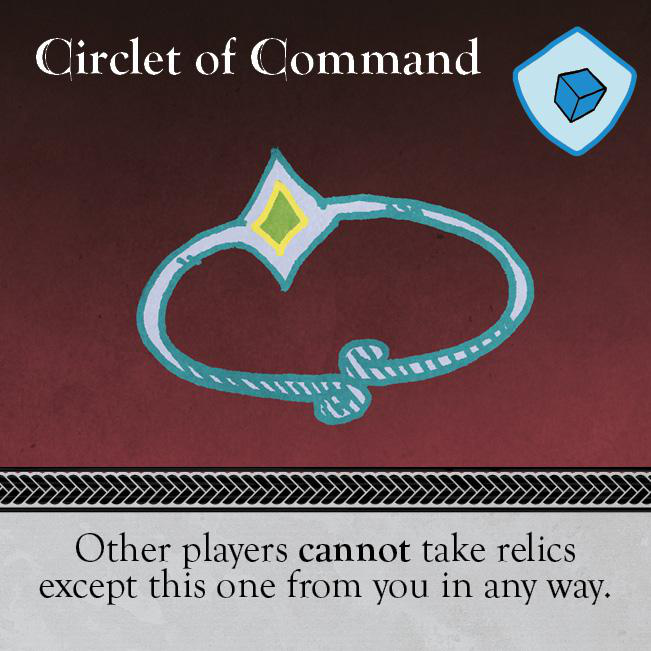 Circlet of Command
Other players cannot take relics
except this one from you in any way.